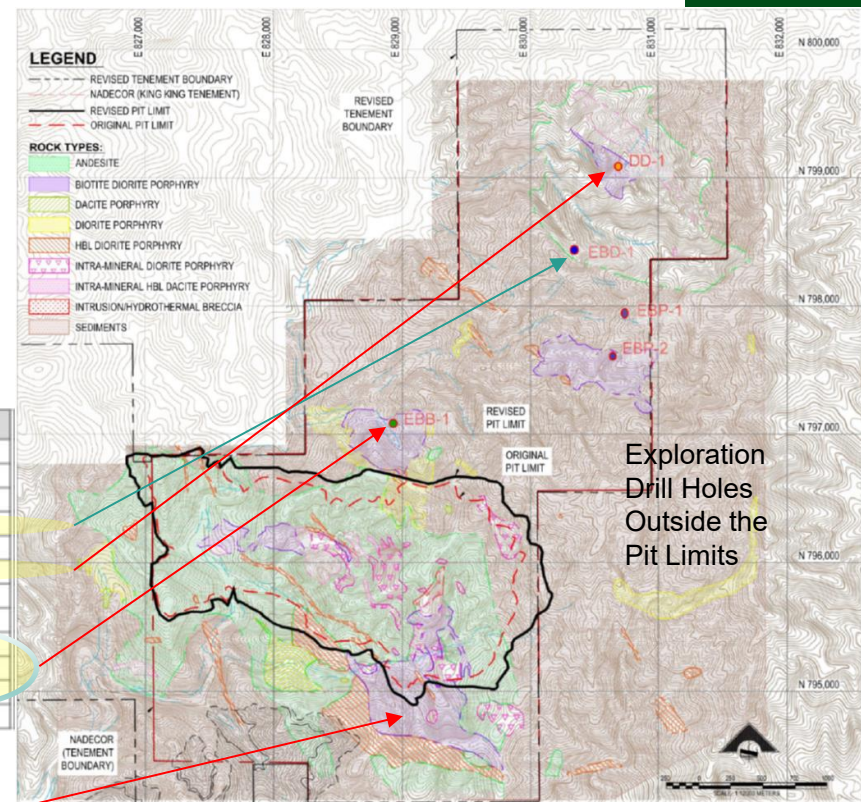 E 827,000
E 828,000
E 829,000
E 830,000
E 831,000
E 832,000
N 800,000
LEGEND
REVISED TENEMENT BOUNDARY
NADECOR (KING KING TENEMENT)
REVISED PIT LIMIT
ORIGINAL PIT LIMIT
ROCK TYPES:
ANDESITE
BIOTITE DIORITE PORPHYRY
DACITE PORPHYRY
DIORITE PORPHYRY
HBL DIORITE PORPHYRY
INTRA-MINERAL DIORITE PORPHYRY
INTRA-MINERAL HBL DACITE PORPHYRY
INTRUSION/HYDROTHERMAL BRECCIA
SEDIMENTS
REVISED
TENEMENT
BOUNDARY
DD-1
N 799,000
EBD-1
N 798,000
EBP-1
EBP-2
EBB-1
REVISED
PIT LIMIT
N 797,000
ORIGINAL
PIT LIMIT
Exploration
Drill Holes
Outside the
Pit Limits
N 796,000
N 795,000
NADECOR
(TENEMENT
BOUNDARY)